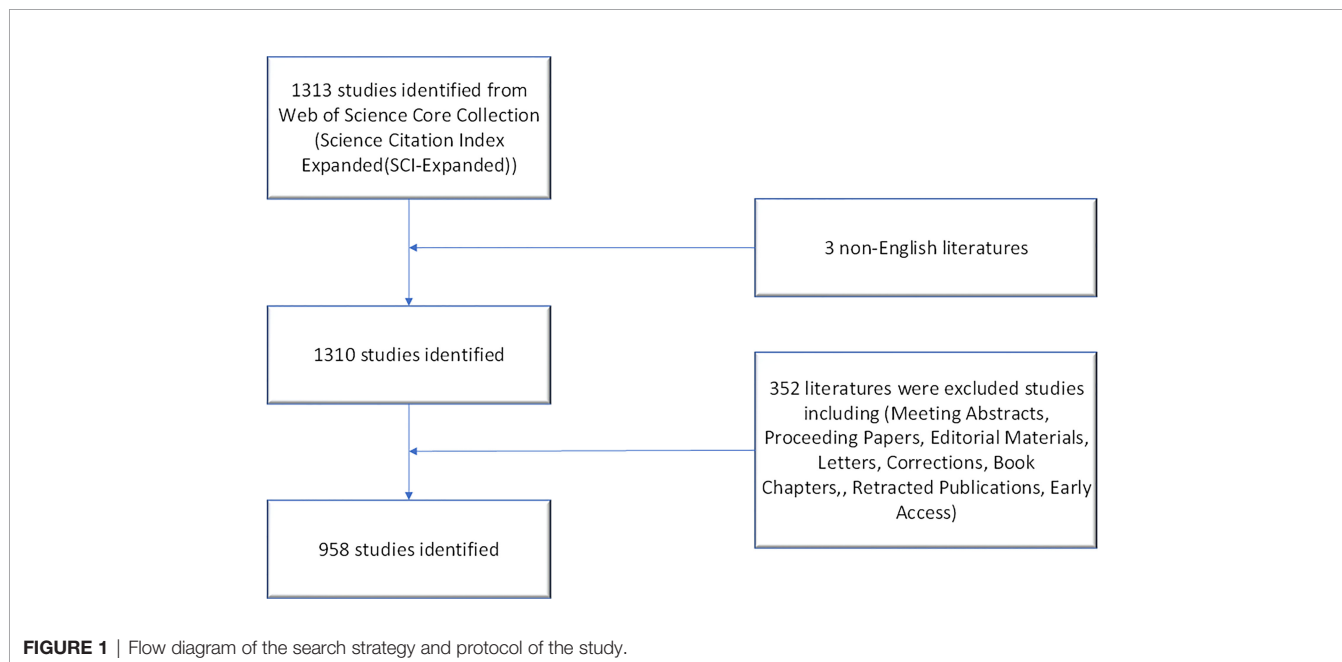 1313 studies identified from
Web of Science Core Collection
(Science Citation Index
Expanded(SCI-Expanded))
3 non-English literatures
1310 studies identified
352 literatures were excluded studies
including (Meeting Abstracts,
Proceeding Papers, Editorial Materials,
Letters, Corrections, Book
Chapters,, Retracted Publications, Early
Access)
958 studies identified
FIGURE 1 | Flow diagram of the search strategy and protocol of the study.